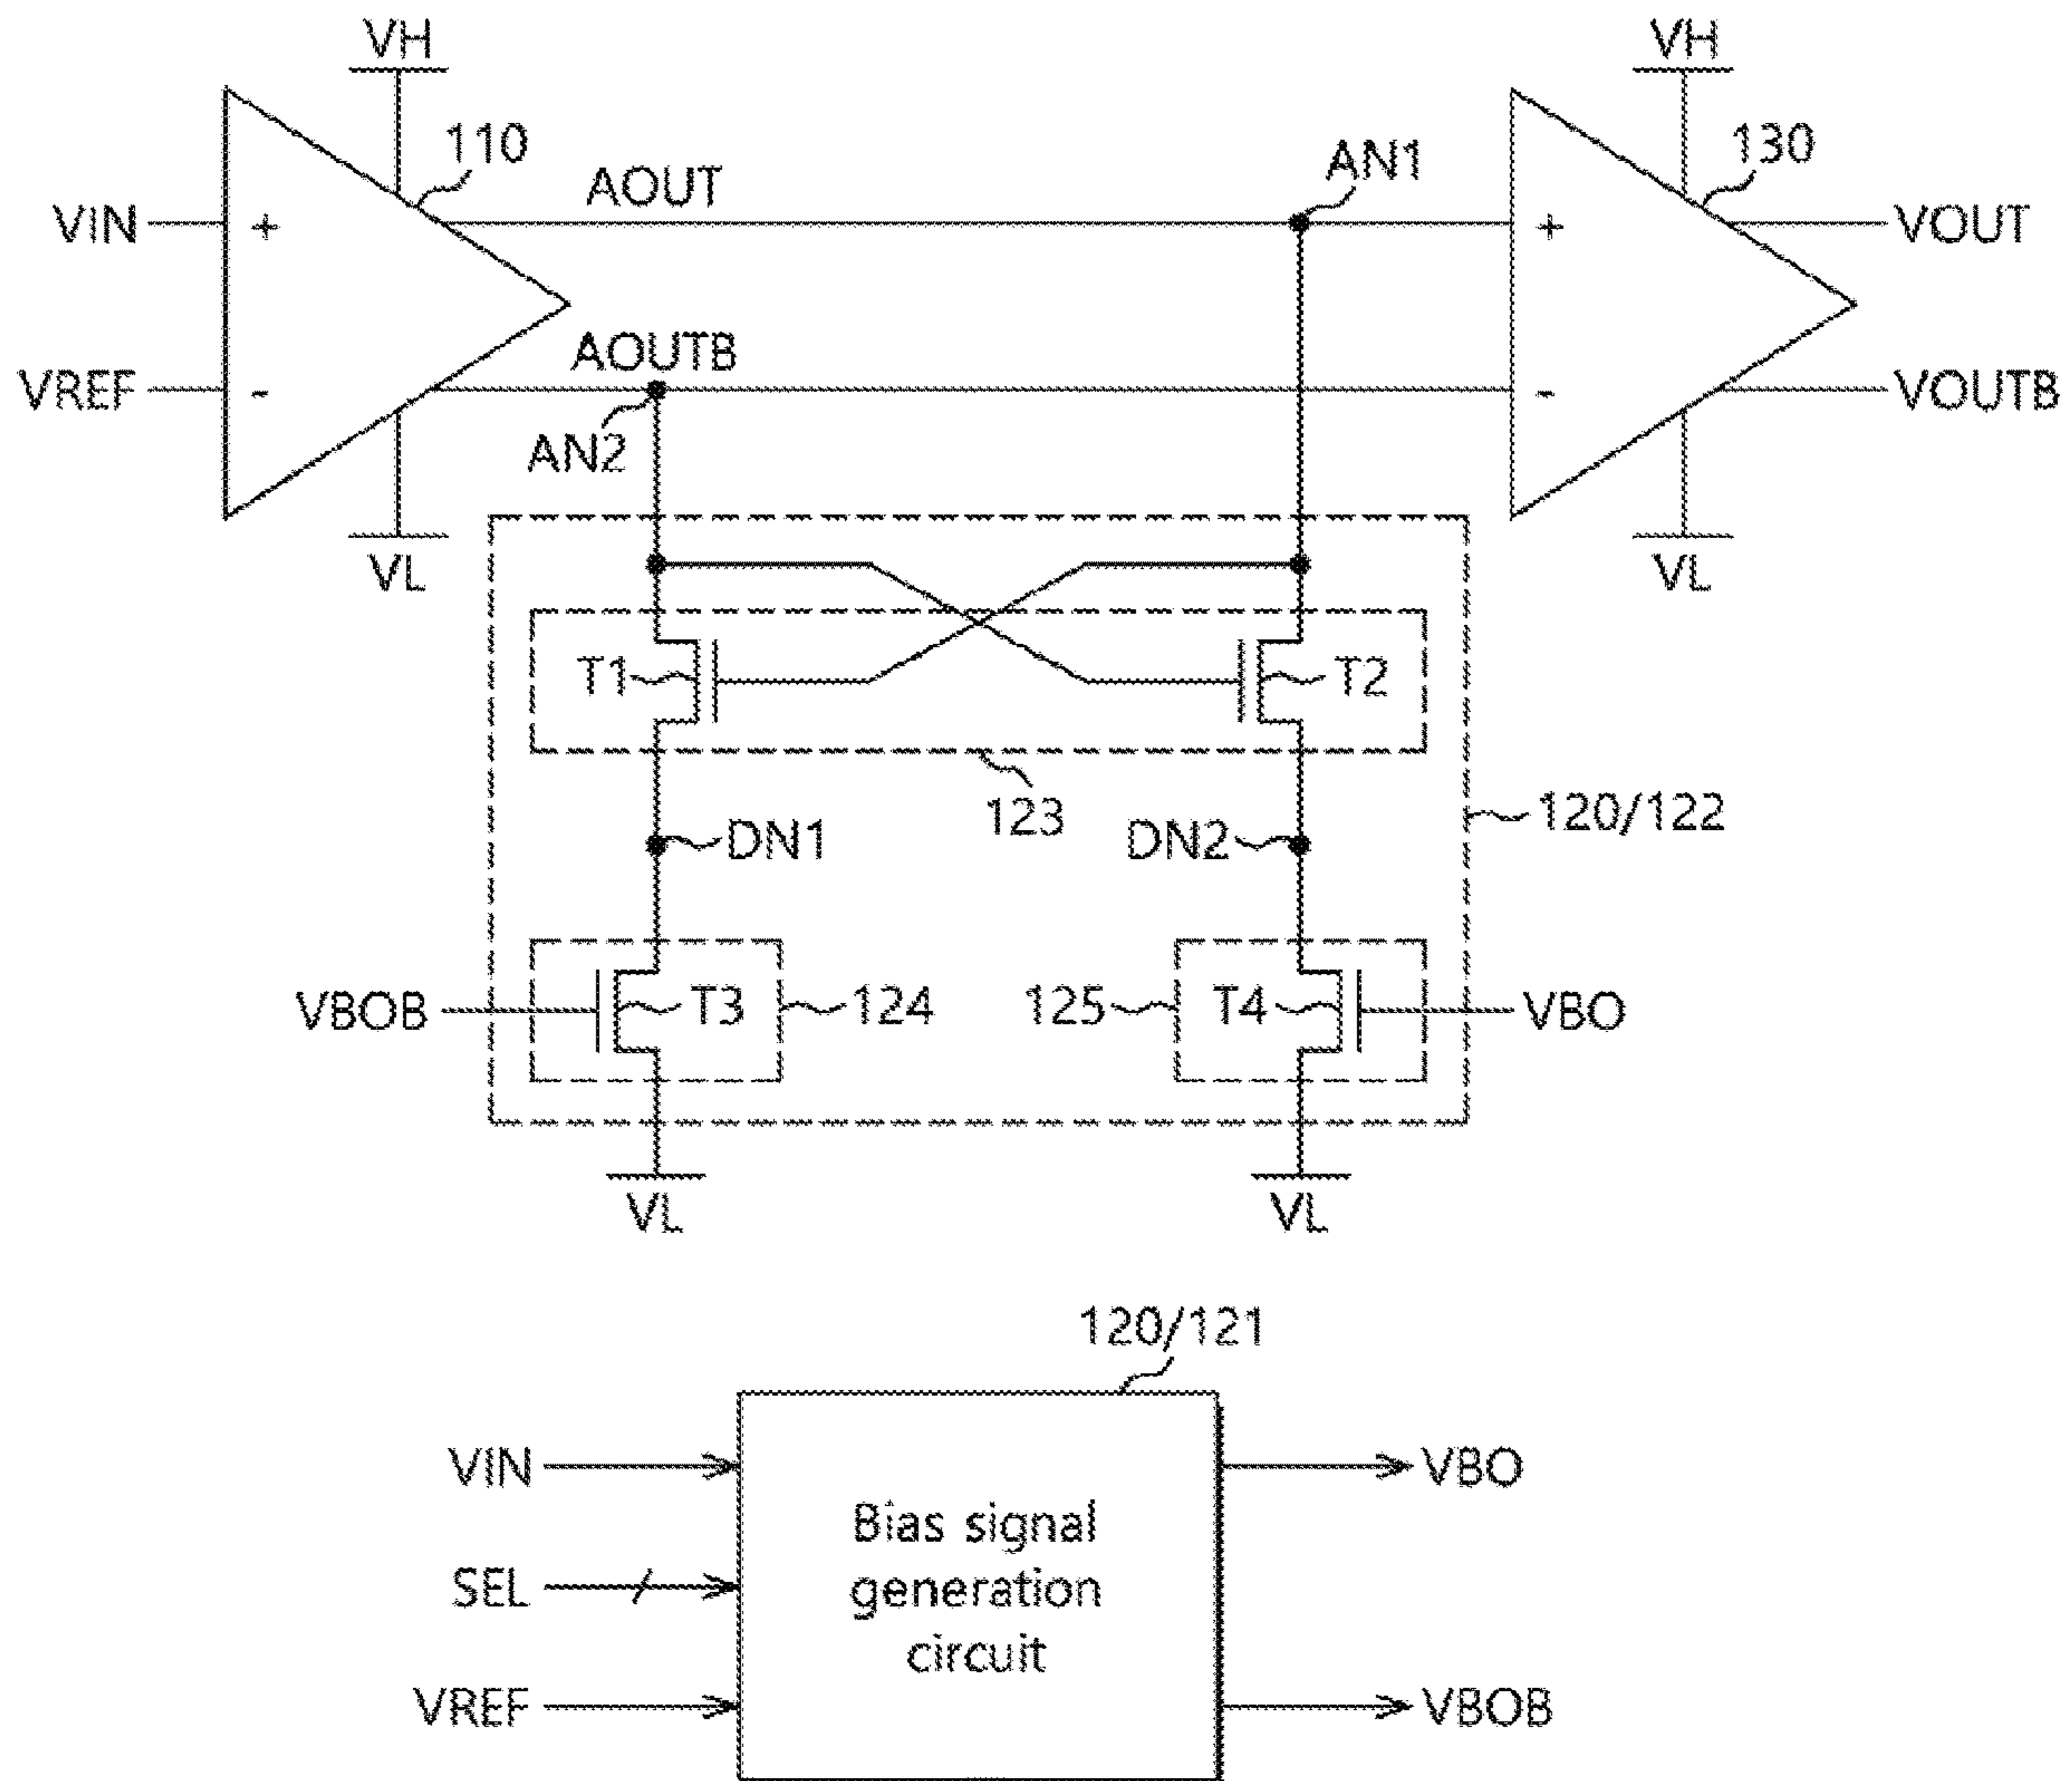 VH VH
110 AOUT AN1 130
VIN + + VOUT
AOUTB
VREF - - VOUTB
AN2
VL VL
T1 T2
123 120/122
DN1 DN2
VBOB T3 124 125 T4 VBO
VL VL
120/121
VIN VBO
Bias signal
SEL generation
circuit
VREF VBOB